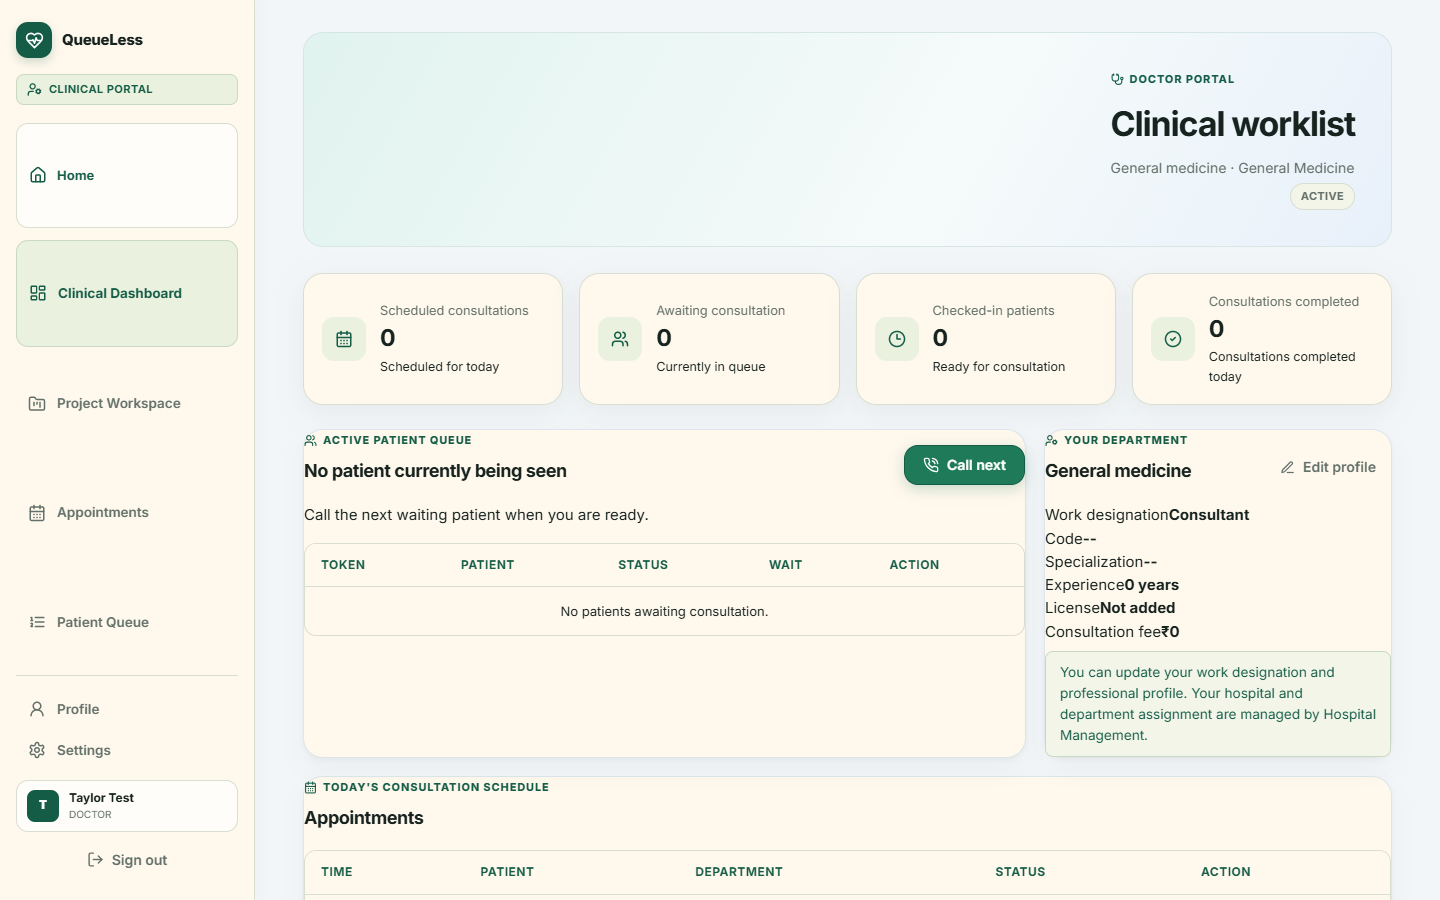 QueueLess
CLINICAL PORTAL
Home
Clinical Dashboard
Project Workspace
Appointments
Patient Queue
Profile
Settings
T
Taylor Test
DOCTOR
Sign out
DOCTOR PORTAL
Clinical worklist
General medicine · General Medicine
ACTIVE
Scheduled consultations
0
Scheduled for today
Awaiting consultation
0
Currently in queue
Checked-in patients
0
Ready for consultation
Consultations completed
0
Consultations completed
today
ACTIVE PATIENT QUEUE
No patient currently being seen
Call next
Call the next waiting patient when you are ready.
TOKEN PATIENT STATUS WAIT ACTION
No patients awaiting consultation.
YOUR DEPARTMENT
General medicine
Edit profile
Work designationConsultant
Code--
Specialization--
Experience0 years
LicenseNot added
Consultation fee₹0
You can update your work designation and
professional profile. Your hospital and
department assignment are managed by Hospital
Management.
TODAY'S CONSULTATION SCHEDULE
Appointments
TIME PATIENT DEPARTMENT STATUS ACTION